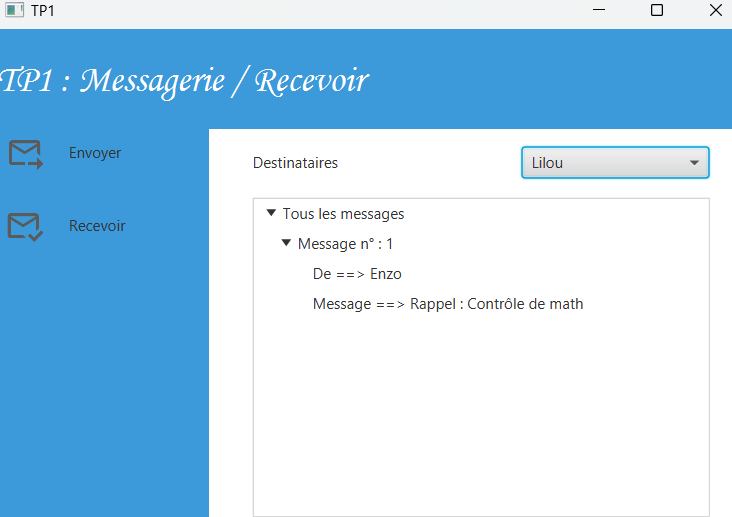 TP1
TP1 : Messagerie / Recevoir
Envoyer
Recevoir
Destinataires
Lilou
Tous les messages
Message n° : 1
De ==> Enzo
Message ==> Rappel : Contrôle de math